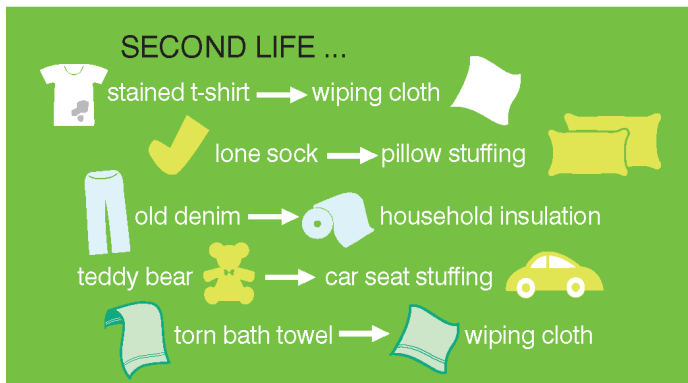 SECOND LIFE ...
stained t-shirt wiping cloth
lone sock pillow stuffing
old denim household insulation
teddy bear car seat stuffing
torn bath towel wiping cloth